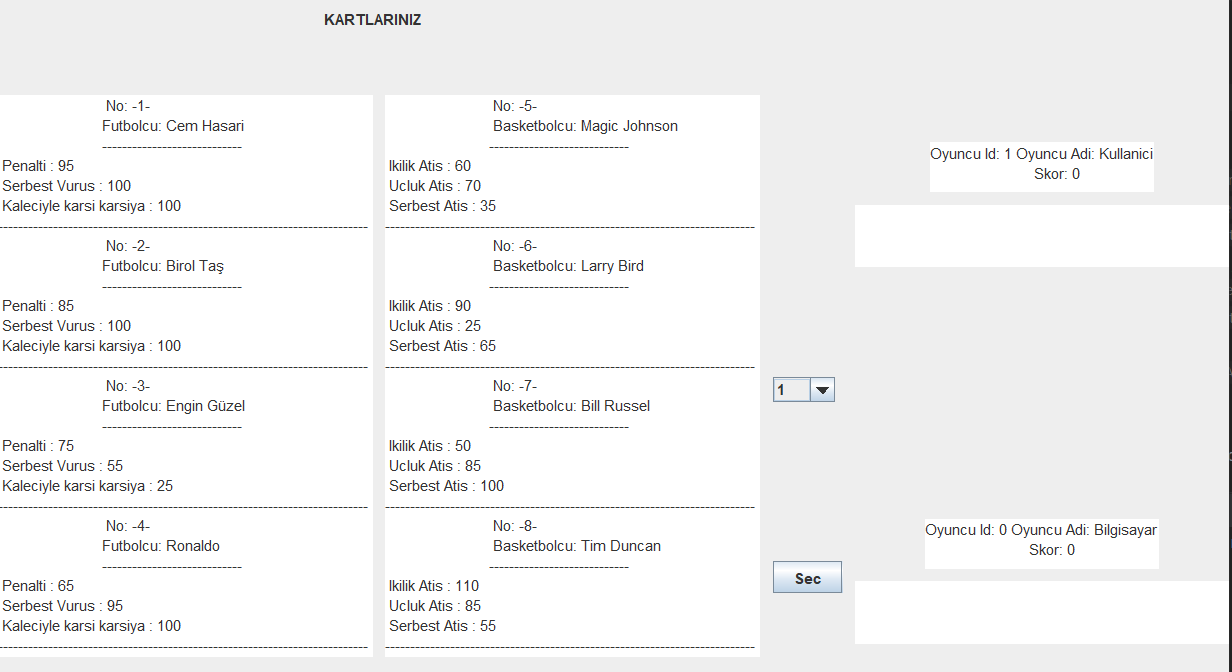 KARTLARINIZ
No: -1-
Futbolcu: Cem Hasari
----------------------------
Penalti : 95
Serbest Vurus : 100
Kaleciyle karsi karsiya : 100
--------------------------------------------------------------------------
No: -2-
Futbolcu: Birol Taş
----------------------------
Penalti : 85
Serbest Vurus : 100
Kaleciyle karsi karsiya : 100
--------------------------------------------------------------------------
No: -3-
Futbolcu: Engin Güzel
----------------------------
Penalti : 75
Serbest Vurus : 55
Kaleciyle karsi karsiya : 25
--------------------------------------------------------------------------
No: -4-
Futbolcu: Ronaldo
----------------------------
Penalti : 65
Serbest Vurus : 95
Kaleciyle karsi karsiya : 100
--------------------------------------------------------------------------
No: -5-
Basketbolcu: Magic Johnson
----------------------------
Ikilik Atis : 60
Ucluk Atis : 70
Serbest Atis : 35
--------------------------------------------------------------------------
No: -6-
Basketbolcu: Larry Bird
----------------------------
Ikilik Atis : 90
Ucluk Atis : 25
Serbest Atis : 65
--------------------------------------------------------------------------
No: -7-
Basketbolcu: Bill Russel
----------------------------
Ikilik Atis : 50
Ucluk Atis : 85
Serbest Atis : 100
--------------------------------------------------------------------------
No: -8-
Basketbolcu: Tim Duncan
----------------------------
Ikilik Atis : 110
Ucluk Atis : 85
Serbest Atis : 55
--------------------------------------------------------------------------
1
Sec
Oyuncu Id: 1 Oyuncu Adi: Kullanici
Skor: 0
Oyuncu Id: 0 Oyuncu Adi: Bilgisayar
Skor: 0